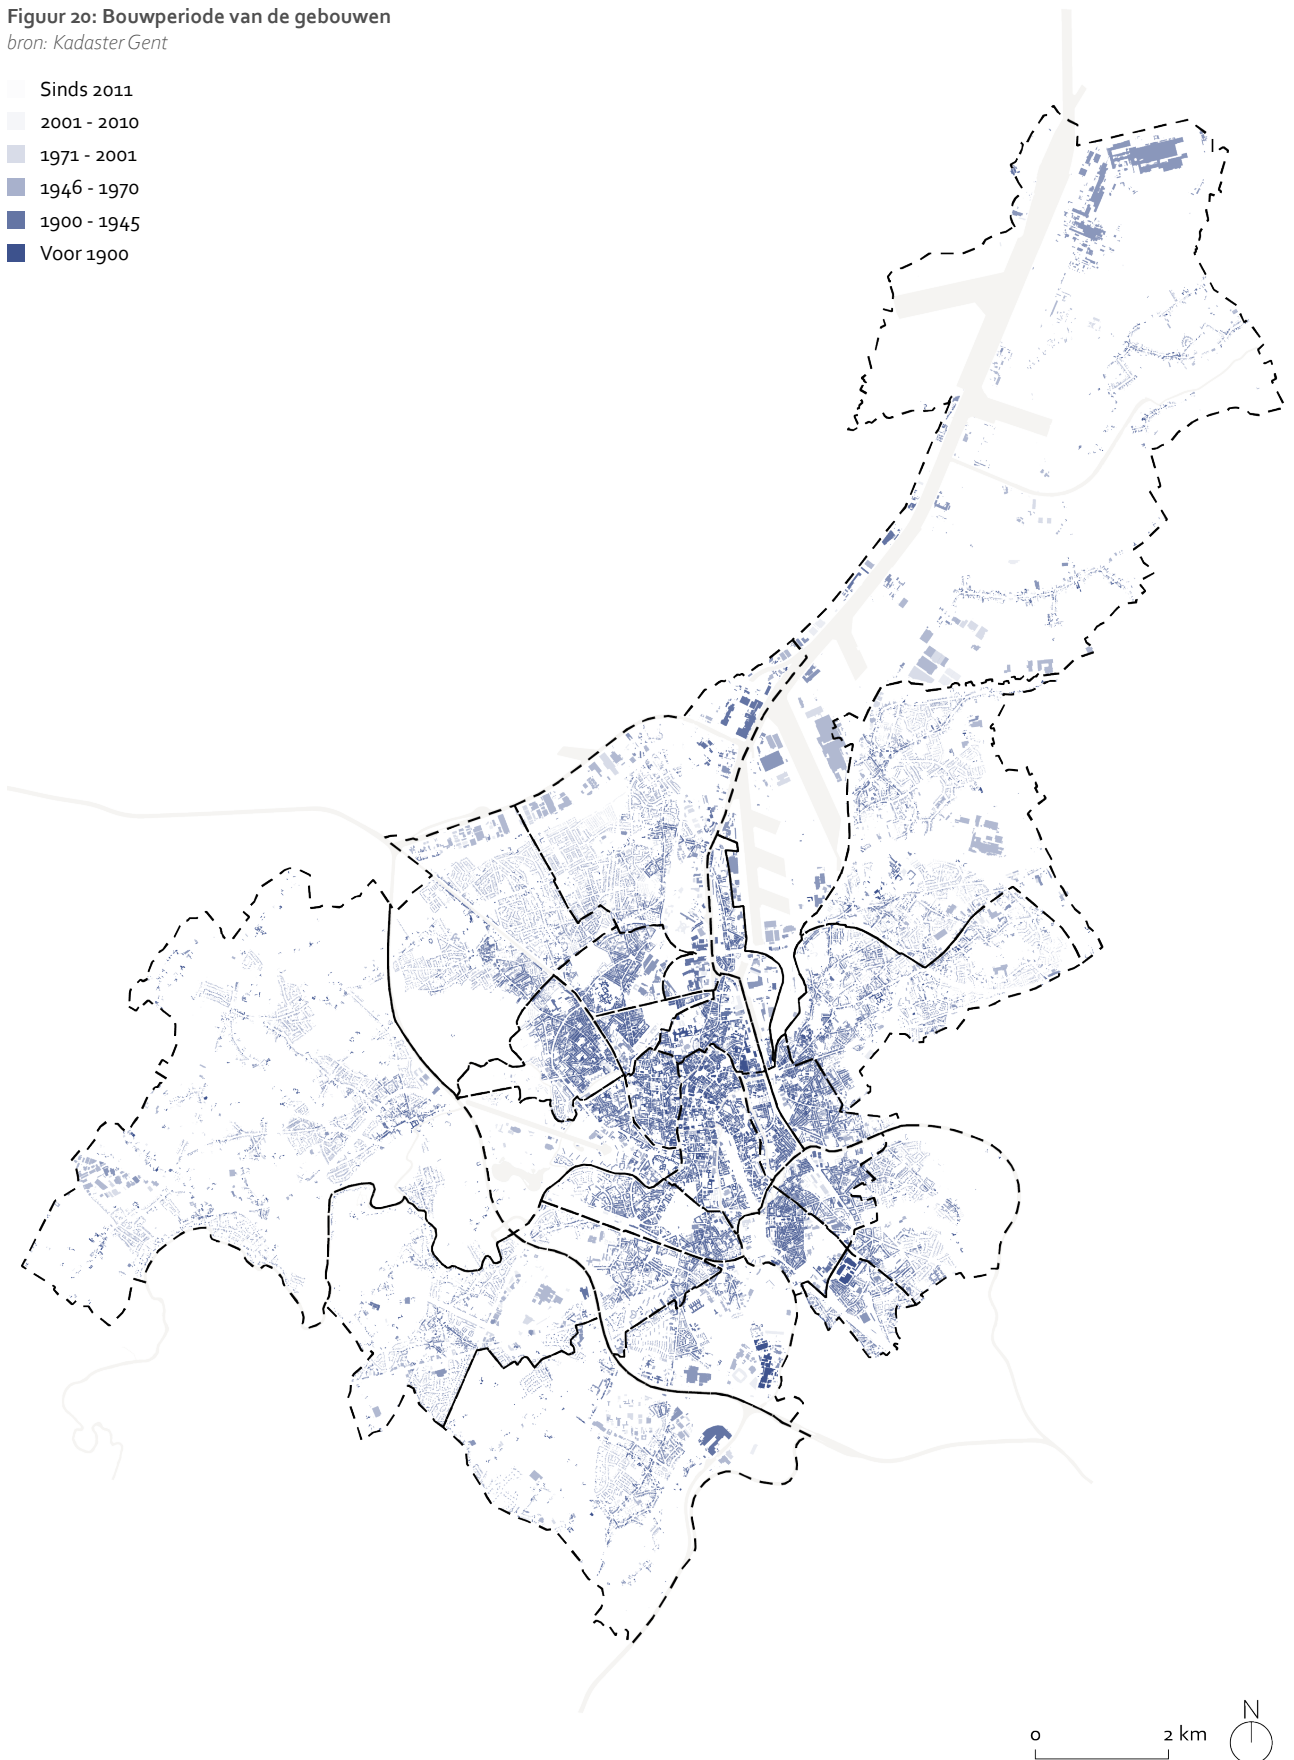 Figuur 20: Bouwperiode van de gebouwen
bron: Kadaster Gent
Sinds 2011
2001 - 2010
1971 - 2001
1946 - 1970
1900 - 1945
Voor 1900
N
0 2 km